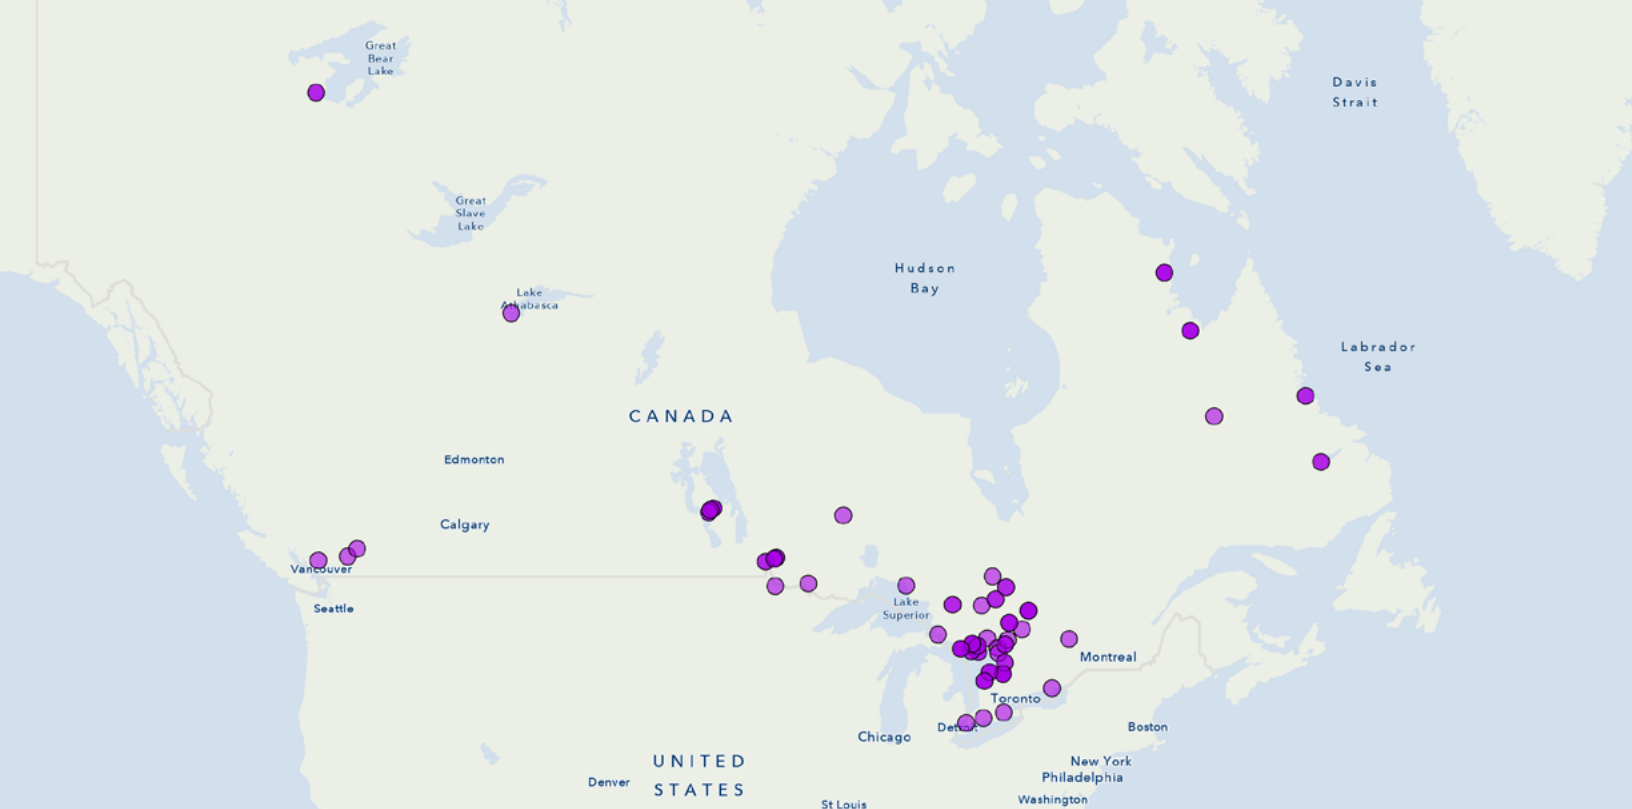 Great
Bear
Lake
Davis
Strait
Great
Slave
Lake
Hudson
Bay
Lake
Athabasca
Labrador
Sea
CANADA
Edmonton
Calgary
Vancouver
Seattle
Lake
Superior
Montreal
Toronto
Detroit
Boston
Chicago
UNITED
STATES
New York
Philadelphia
Denver
Washington
St Louis